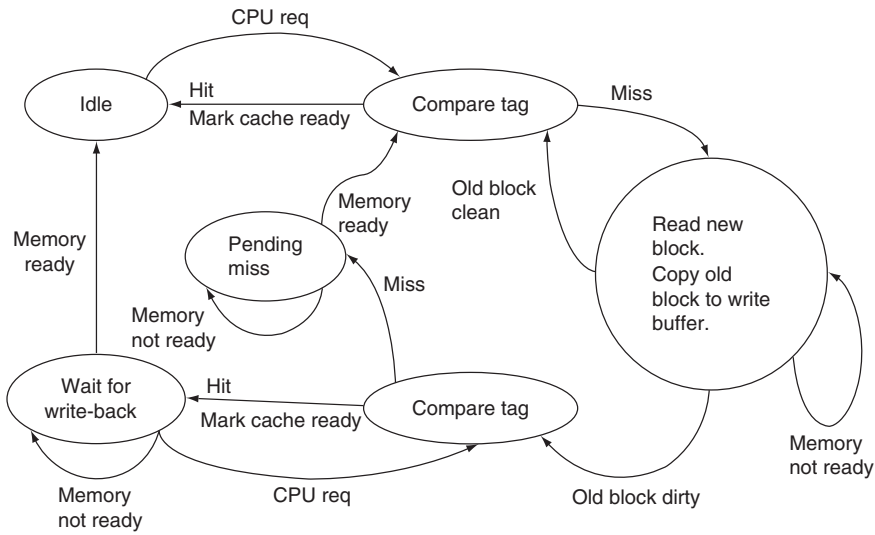 CPU req
Idle
Hit
Mark cache ready
Compare tag
Miss
Memory
ready
Pending
miss
Memory
ready
Old block
clean
Read new
block.
Copy old
block to write
buffer.
Miss
Memory
not ready
Wait for
write-back
Hit
Mark cache ready
Compare tag
Memory
not ready
Memory
not ready
CPU req
Old block dirty